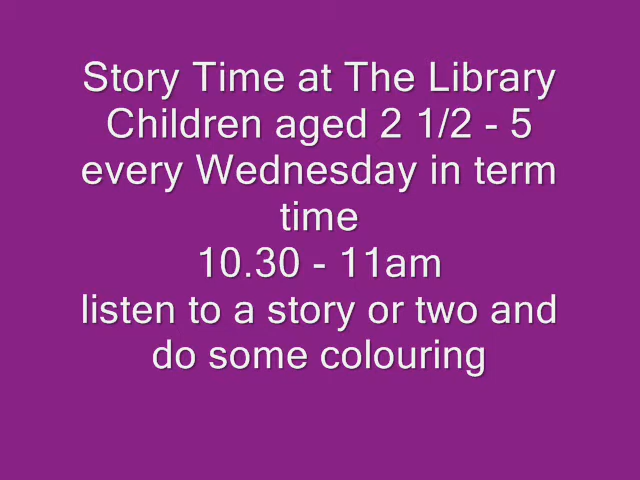 Story Time at The Library
Children aged 2 1/2 - 5
every Wednesday in term
time
10.30 - 11am
listen to a story or two and
do some colouring